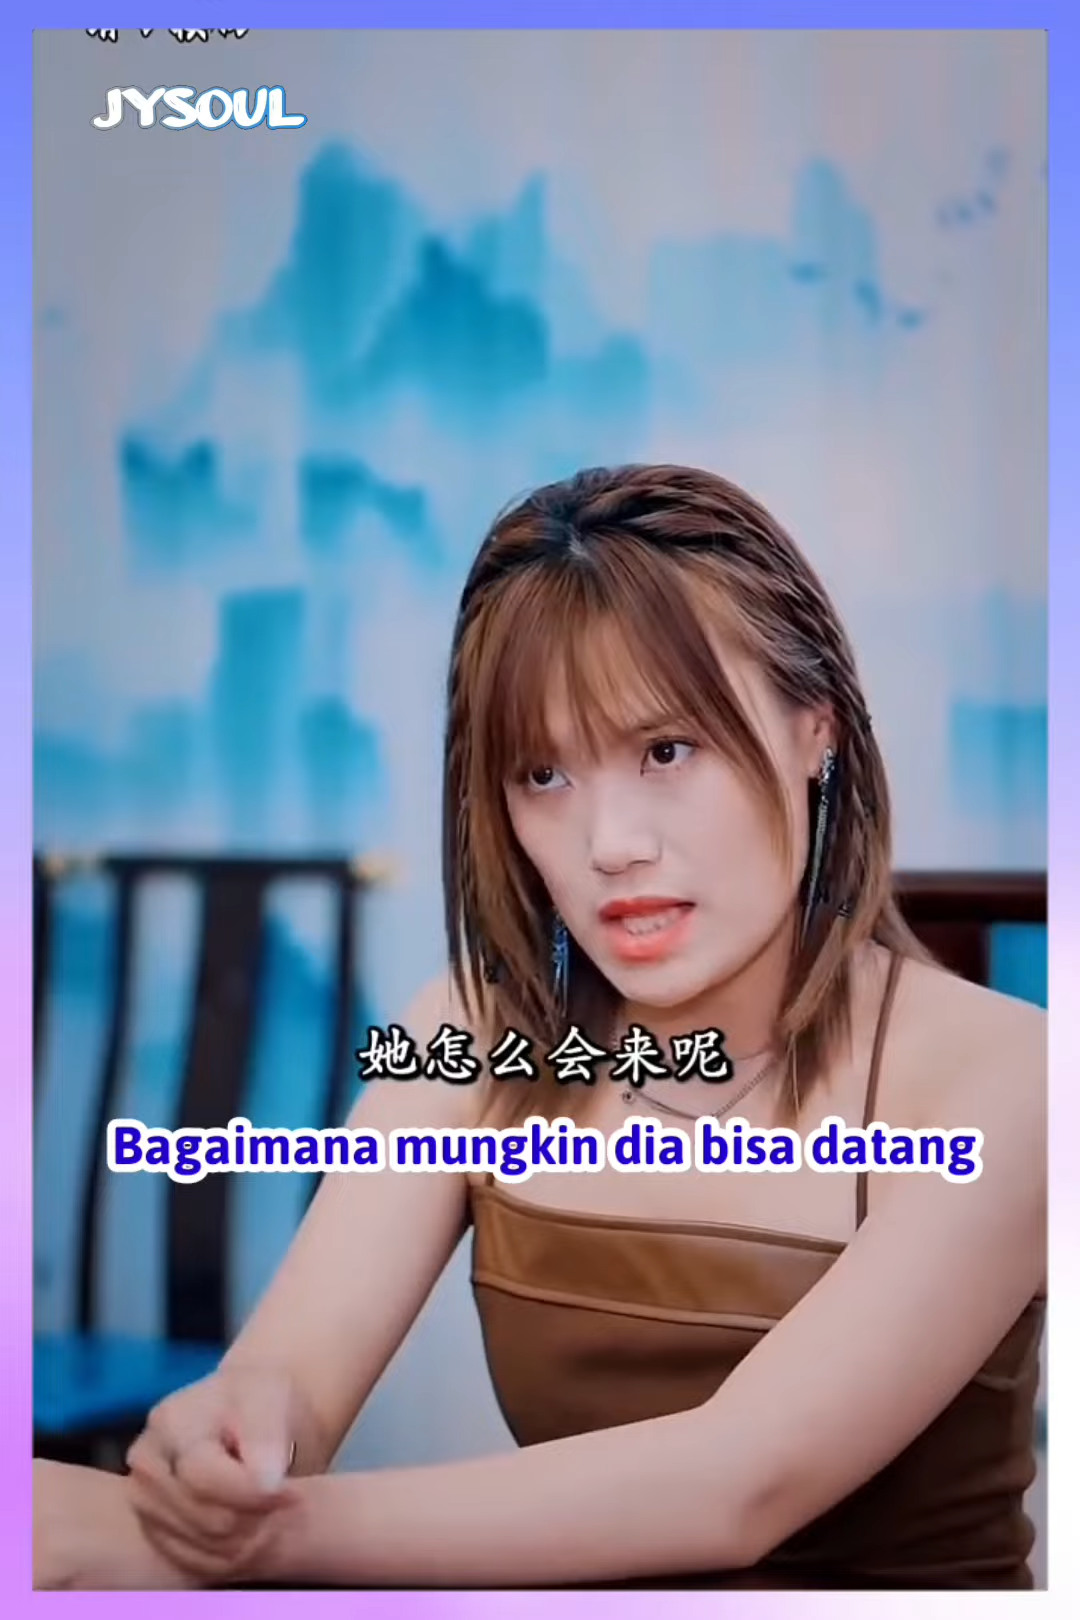 JYSOUL
她怎么会来呢
Bagaimana mungkin dia bisa datang